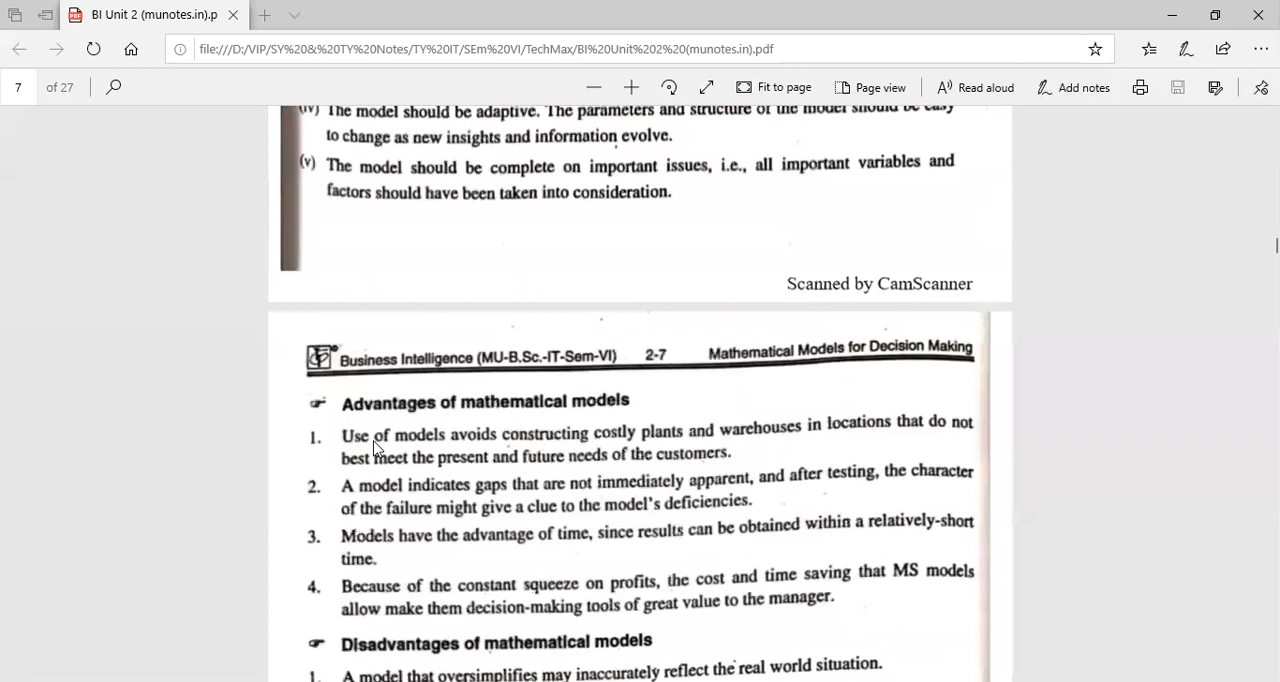 BI Unit 2 (munotes.in).p
file:///D:/VIP/SY%20&%20TY%20Notes/TY%20IT/SEm%20VI/TechMax/BI%20Unit%202%20(munotes.in).pdf
7 of 27 Fit to page Page view Read aloud Add notes
(iv) The model should be adaptive. The parameters and structure of the model should be easy
to change as new insights and information evolve.
(v) The model should be complete on important issues, i.e., all important variables and
factors should have been taken into consideration.
Scanned by CamScanner
Business Intelligence (MU-B.Sc.-IT-Sem-VI) 2-7 Mathematical Models for Decision Making
Advantages of mathematical models
1. Use of models avoids constructing costly plants and warehouses in locations that do not
best meet the present and future needs of the customers.
2. A model indicates gaps that are not immediately apparent, and after testing, the character
of the failure might give a clue to the model's deficiencies.
3. Models have the advantage of time, since results can be obtained within a relatively-short
time.
4. Because of the constant squeeze on profits, the cost and time saving that MS models
allow make them decision-making tools of great value to the manager.
Disadvantages of mathematical models
1. A model that oversimplifies may inaccurately reflect the real world situation.